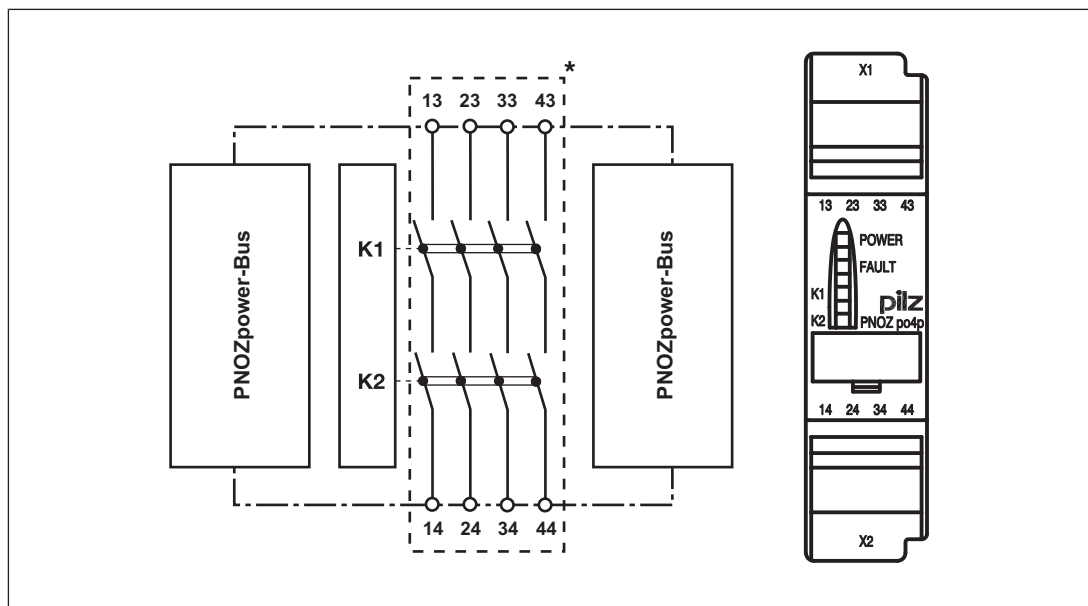 *
13 23 33 43
PNOZpower-Bus
K1
K2
PNOZpower-Bus
14 24 34 44
X1
13 23 33 43
POWER
FAULT
K1
pilz
K2 PNOZ po4p
14 24 34 44
X2